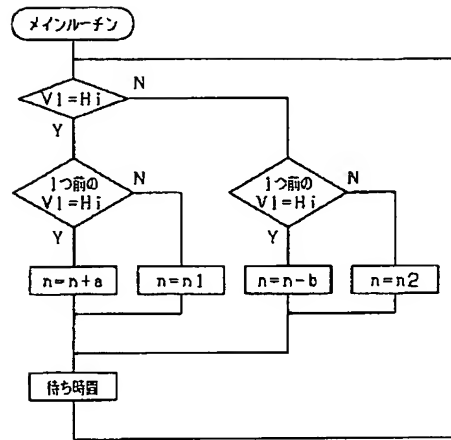 メインルーチン
V1=Hi
N
Y
1つ前の
V1=Hi
N
Y
1つ前の
V1=Hi
N
Y
n=n+a
n=n1
n=n-b
n=n2
待ち時間